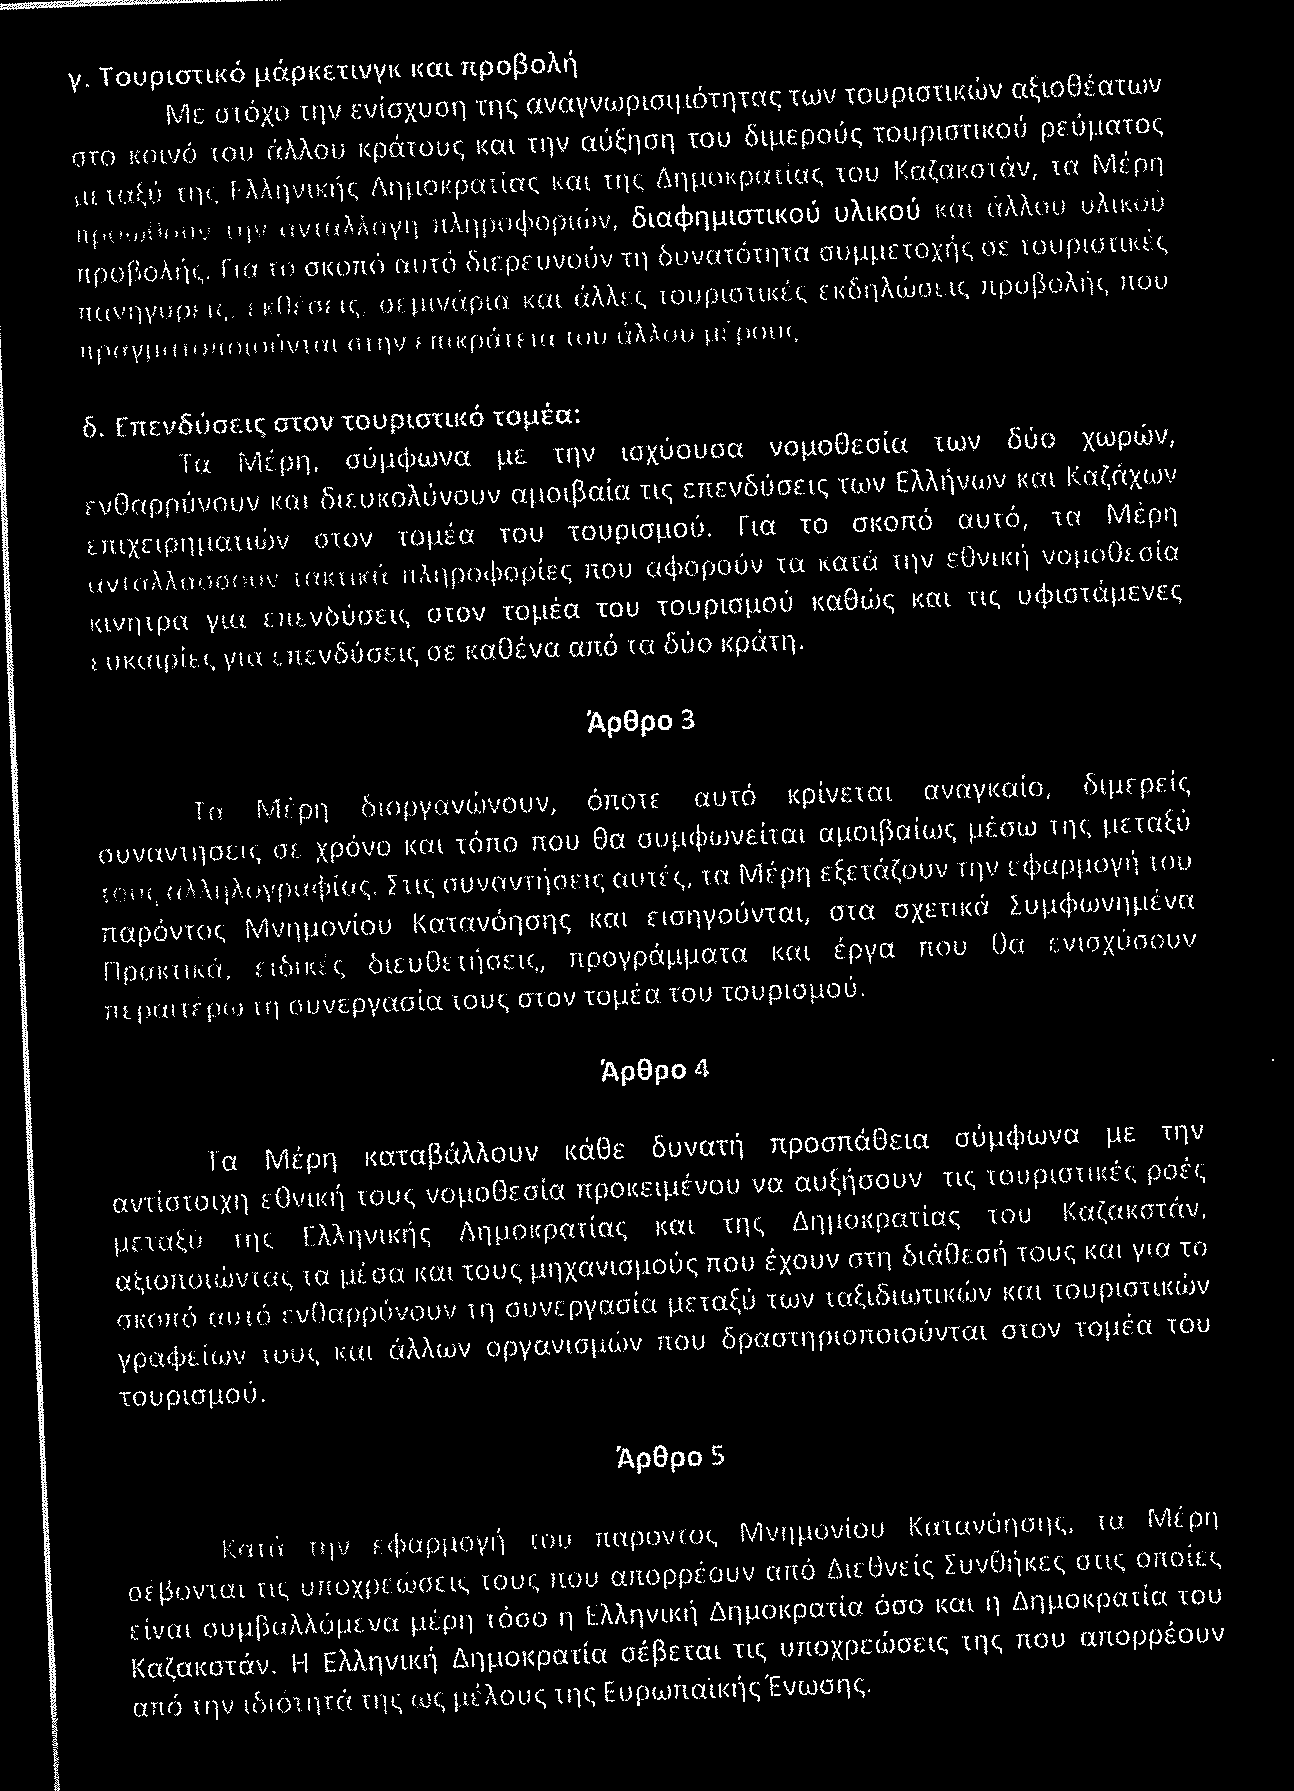 γ. Τουριστικό μάρκετινγκ και προβολή
Με στόχο την ενίσχυση της αναγνωρισιμότητας των τουριστικών αξιοθέατων
στο κοινό του άλλου κράτους και την αύξηση του διμερούς τουριστικού ρεύματος
μεταξύ της Ελληνικής Δημοκρατίας και της Δημοκρατίας του Καζακστάν, τα Μέρη
προωθούν την ανταλλαγή πληροφοριών, διαφημιστικού υλικού και άλλου υλικού
προβολής. Για το σκοπό αυτό διερευνούν τη δυνατότητα συμμετοχής σε τουριστικές
πανηγύρεις, εκθέσεις, σεμινάρια και άλλες τουριστικές εκδηλώσεις προβολής που
πραγματοποιούνται στην επικράτεια του άλλου μέρους.
δ. Επενδύσεις στον τουριστικό τομέα:
Τα Μέρη, σύμφωνα με την ισχύουσα νομοθεσία των δύο χωρών,
ενθαρρύνουν και διευκολύνουν αμοιβαία τις επενδύσεις των Ελλήνων και Καζάχων
επιχειρηματιών στον τομέα του τουρισμού. Για το σκοπό αυτό, τα Μέρη
ανταλλάσσουν τακτικά πληροφορίες που αφορούν τα κατά την εθνική νομοθεσία
κίνητρα για επενδύσεις στον τομέα του τουρισμού καθώς και τις υφιστάμενες
ευκαιρίες για επενδύσεις σε καθένα από τα δύο κράτη.
Άρθρο 3
Τα Μέρη διοργανώνουν, όποτε αυτό κρίνεται αναγκαίο, διμερείς
συναντήσεις σε χρόνο και τόπο που θα συμφωνείται αμοιβαίως μέσω της μεταξύ
τους αλληλογραφίας. Στις συναντήσεις αυτές, τα Μέρη εξετάζουν την εφαρμογή του
παρόντος Μνημονίου Κατανόησης και εισηγούνται, στα σχετικά Συμφωνημένα
Πρακτικά, ειδικές διευθετήσεις, προγράμματα και έργα που θα ενισχύσουν
περαιτέρω τη συνεργασία τους στον τομέα του τουρισμού.
Άρθρο 4
Τα Μέρη καταβάλλουν κάθε δυνατή προσπάθεια σύμφωνα με την
αντίστοιχη εθνική τους νομοθεσία προκειμένου να αυξήσουν τις τουριστικές ροές
μεταξύ της Ελληνικής Δημοκρατίας και της Δημοκρατίας του Καζακστάν,
αξιοποιώντας τα μέσα και τους μηχανισμούς που έχουν στη διάθεσή τους και για το
σκοπό αυτό ενθαρρύνουν τη συνεργασία μεταξύ των ταξιδιωτικών και τουριστικών
γραφείων τους και άλλων οργανισμών που δραστηριοποιούνται στον τομέα του
τουρισμού.
Άρθρο 5
Κατά την εφαρμογή του παρόντος Μνημονίου Κατανόησης, τα Μέρη
σέβονται τις υποχρεώσεις τους που απορρέουν από Διεθνείς Συνθήκες στις οποίες
είναι συμβαλλόμενα μέρη τόσο η Ελληνική Δημοκρατία όσο και η Δημοκρατία του
Καζακστάν. Η Ελληνική Δημοκρατία σέβεται τις υποχρεώσεις της που απορρέουν
από την ιδιότητά της ως μέλους της Ευρωπαϊκής Ένωσης.